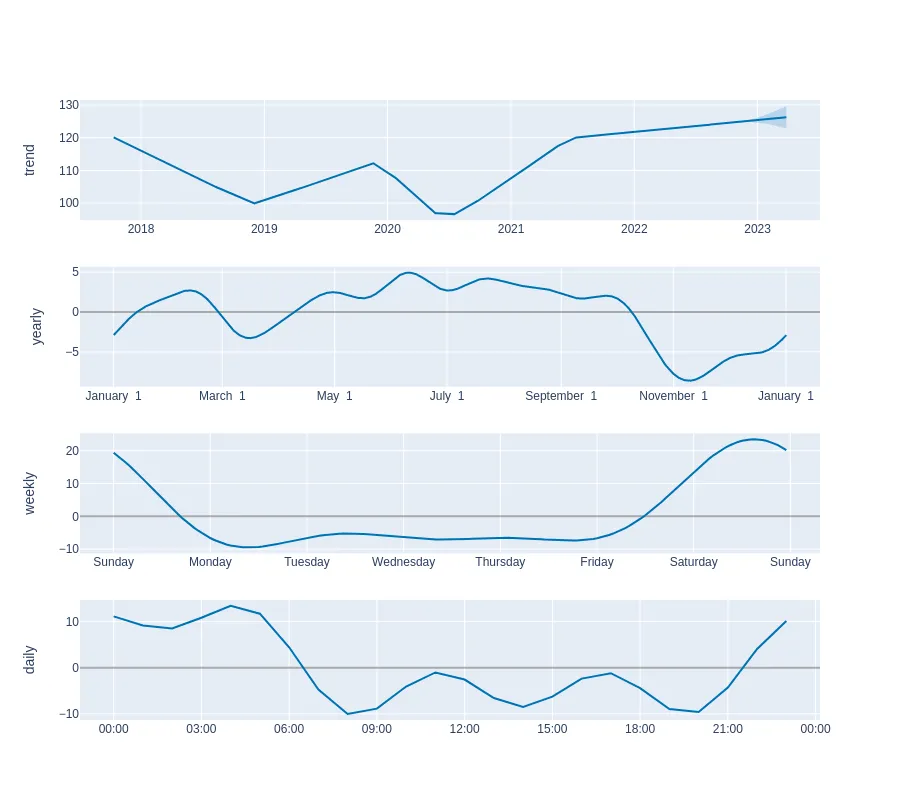 trend
130
120
110
100
2018 2019 2020 2021 2022 2023
yearly
5
0
−5
January 1 March 1 May 1 July 1 September 1 November 1 January 1
weekly
20
10
0
−10
Sunday Monday Tuesday Wednesday Thursday Friday Saturday Sunday
daily
10
0
−10
00:00 03:00 06:00 09:00 12:00 15:00 18:00 21:00 00:00